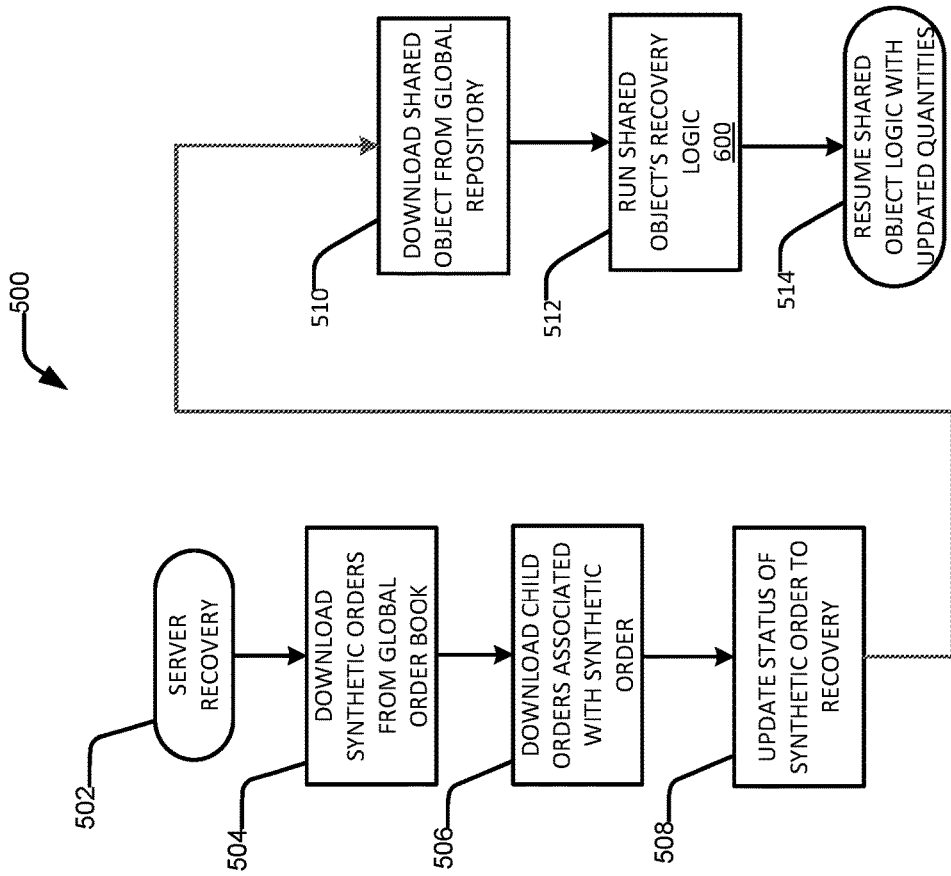 500
502
SERVER
RECOVERY
504
DOWNLOAD
SYNTHETIC ORDERS
FROM GLOBAL
ORDER BOOK
506
DOWNLOAD CHILD
ORDERS ASSOCIATED
WITH SYNTHETIC
ORDER
508
UPDATE STATUS OF
SYNTHETIC ORDER TO
RECOVERY
510
DOWNLOAD SHARED
OBJECT FROM GLOBAL
REPOSITORY
512
RUN SHARED
OBJECT'S RECOVERY
LOGIC
600
514
RESUME SHARED
OBJECT LOGIC WITH
UPDATED QUANTITIES